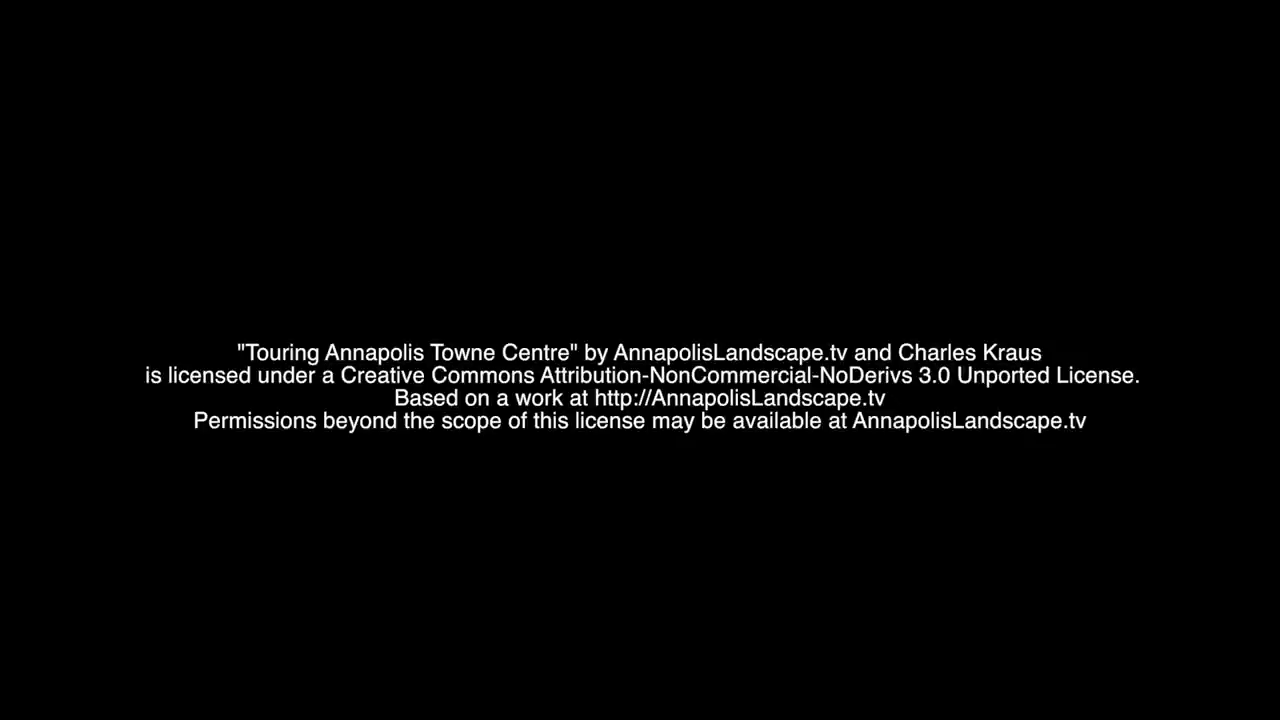 "Touring Annapolis Towne Centre" by AnnapolisLandscape.tv and Charles Kraus
is licensed under a Creative Commons Attribution-NonCommercial-NoDerivs 3.0 Unported License.
Based on a work at http://AnnapolisLandscape.tv
Permissions beyond the scope of this license may be available at AnnapolisLandscape.tv